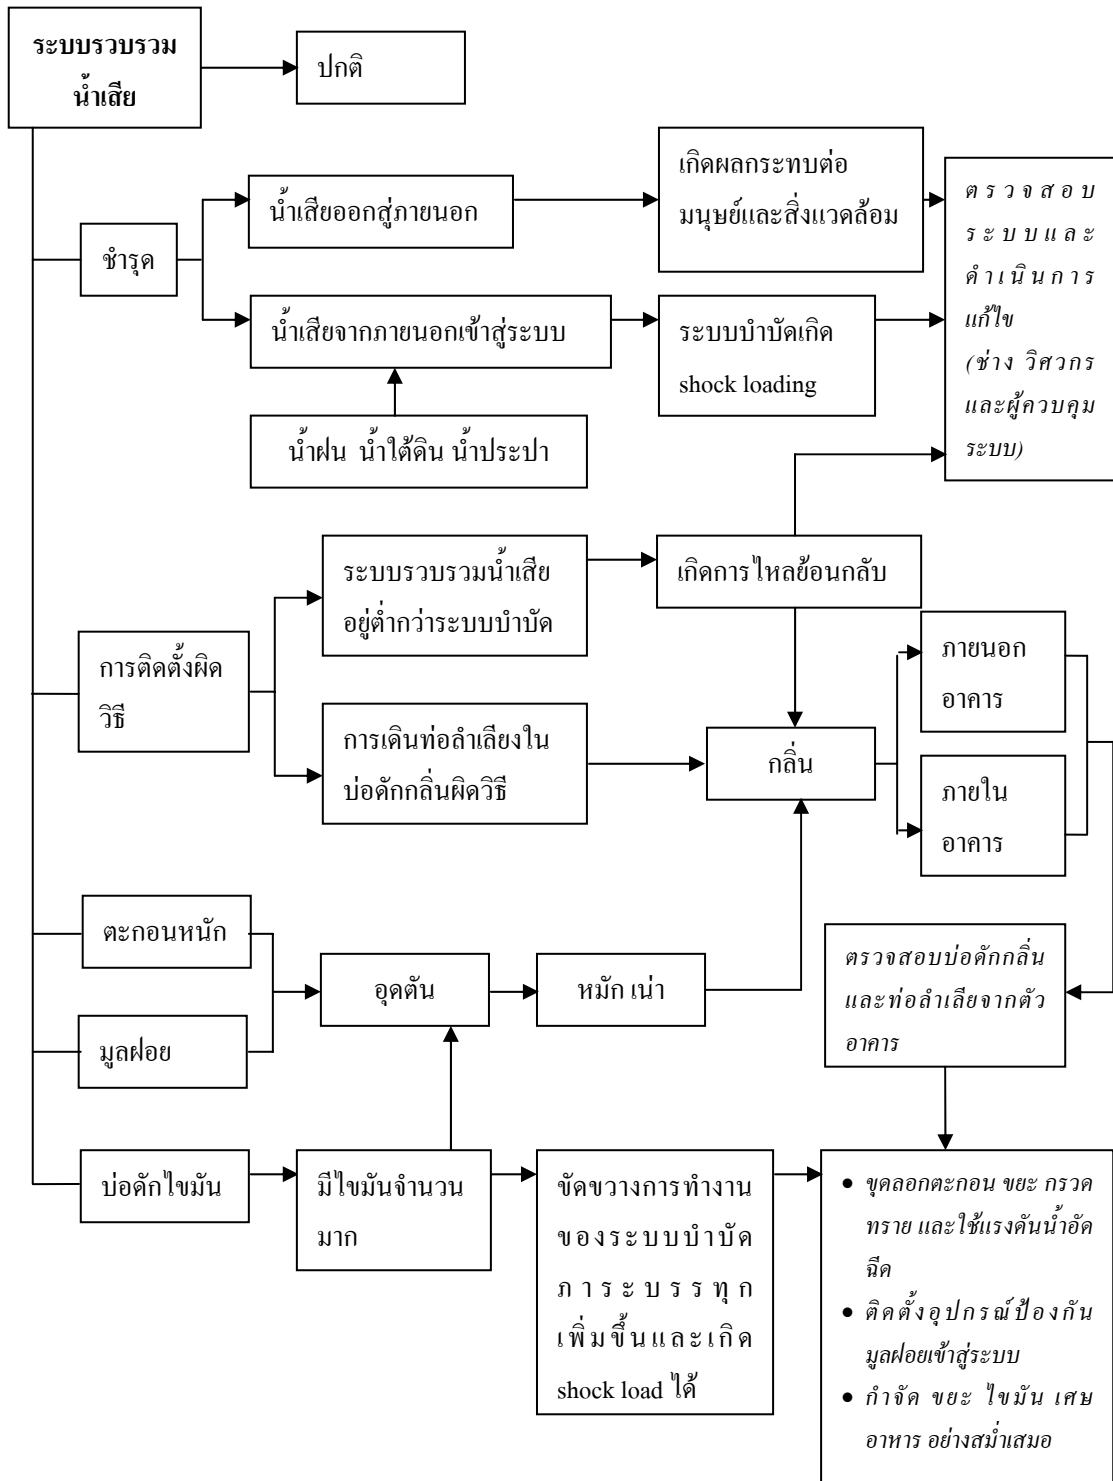 ระบบรวบรวม
น้ำเสีย
ปกติ
เกิดผลกระทบต่อ
มนุษย์และสิ่งแวดล้อม
น้ำเสียออกสู่ภายนอก
ชำรุด
น้ำเสียจากภายนอกเข้าสู่ระบบ
ระบบบำบัดเกิด
shock loading
ตรวจสอบ
ระบบและ
ดำเนินการ
แก้ไข
(ช่าง วิศวกร
และผู้ควบคุม
ระบบ)
น้ำฝน น้ำใต้ดิน น้ำประปา
ระบบรวบรวมน้ำเสีย
อยู่ต่ำกว่าระบบบำบัด
เกิดการไหลย้อนกลับ
การติดตั้งผิด
วิธี
การเดินท่อลำเลียงใน
บ่อดักกลิ่นผิดวิธี
กลิ่น
ภายนอก
อาคาร
ภายใน
อาคาร
ตะกอนหนัก
มูลฝอย
อุดตัน
หมัก เน่า
ตรวจสอบบ่อดักกลิ่น
และท่อลำเลียจากตัว
อาคาร
บ่อดักไขมัน
มีไขมันจำนวน
มาก
ขัดขวางการทำงาน
ของระบบบำบัด
ภาระบรรทุก
เพิ่มขึ้นและเกิด
shock load ได้
• ขุดลอกตะกอน ขยะ กรวด
ทราย และใช้แรงดันน้ำอัด
ฉีด
• ติดตั้งอุปกรณ์ป้องกัน
มูลฝอยเข้าสู่ระบบ
• กำจัด ขยะ ไขมัน เศษ
อาหาร อย่างสม่ำเสมอ